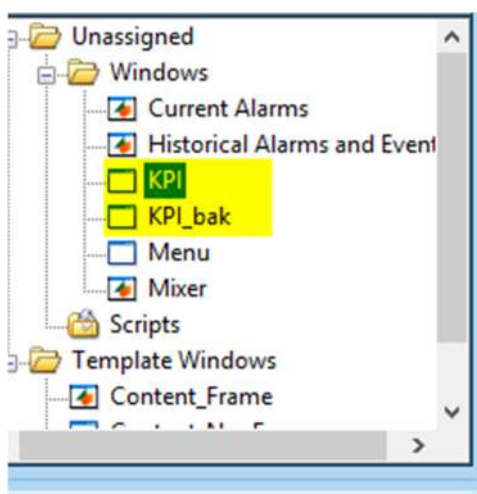 Unassigned
Windows
Current Alarms
Historical Alarms and Event
KPI
KPI_bak
Menu
Mixer
Scripts
Template Windows
Content_Frame